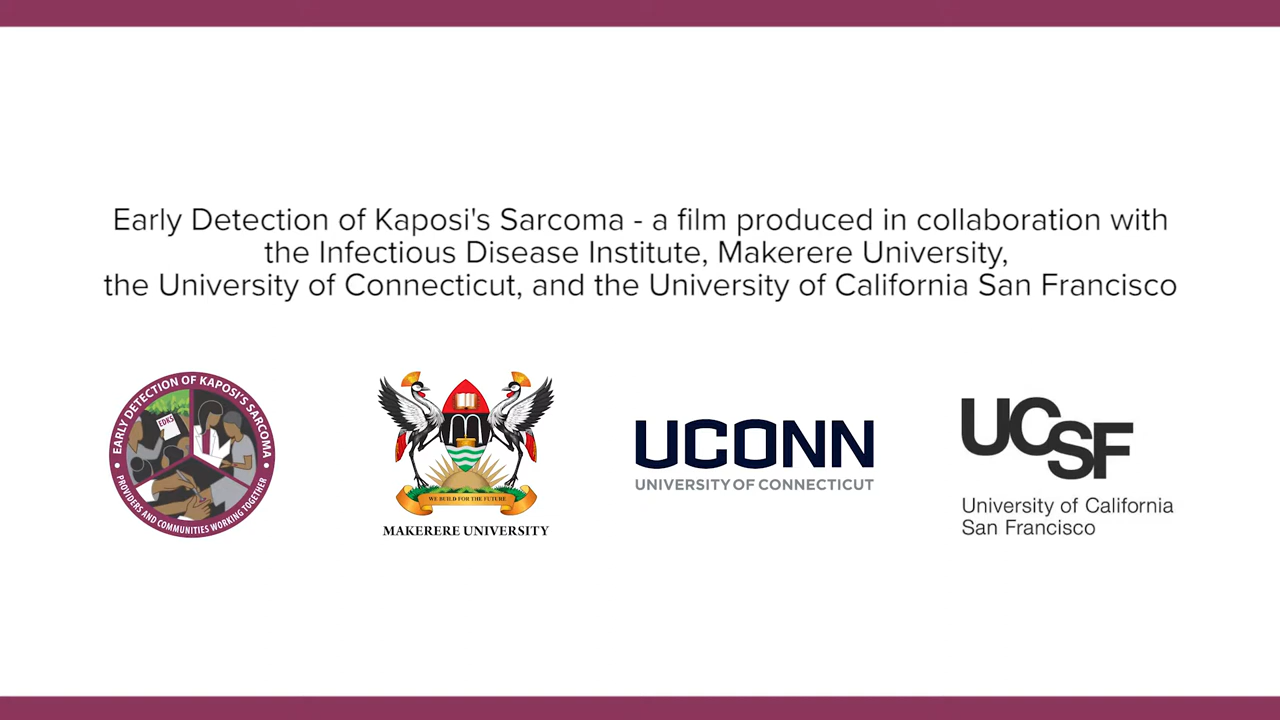 Early Detection of Kaposi's Sarcoma - a film produced in collaboration with
the Infectious Disease Institute, Makerere University,
the University of Connecticut, and the University of California San Francisco
EARLY DETECTION OF KAPOSI'S SARCOMA
EDKS
PROVIDERS AND COMMUNITIES WORKING TOGETHER
WE BUILD FOR THE FUTURE
MAKERERE UNIVERSITY
UCONN
UNIVERSITY OF CONNECTICUT
UCSF
University of California
San Francisco